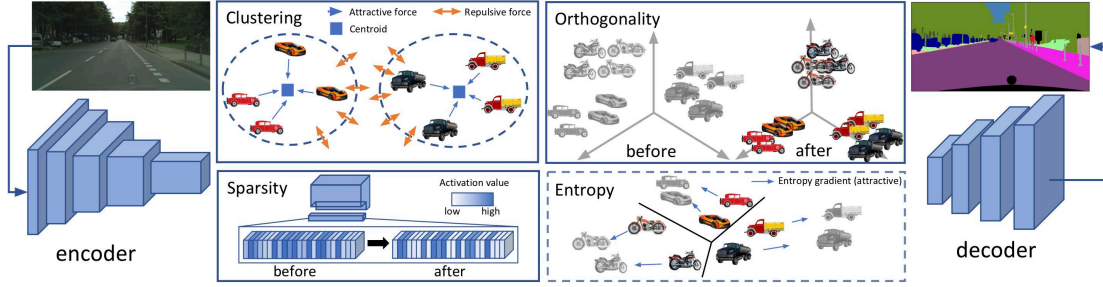 Clustering
Attractive force
Repulsive force
Centroid
Orthogonality
before
after
Sparsity
Activation value
low
high
before
after
Entropy
Entropy gradient (attractive)
encoder
decoder